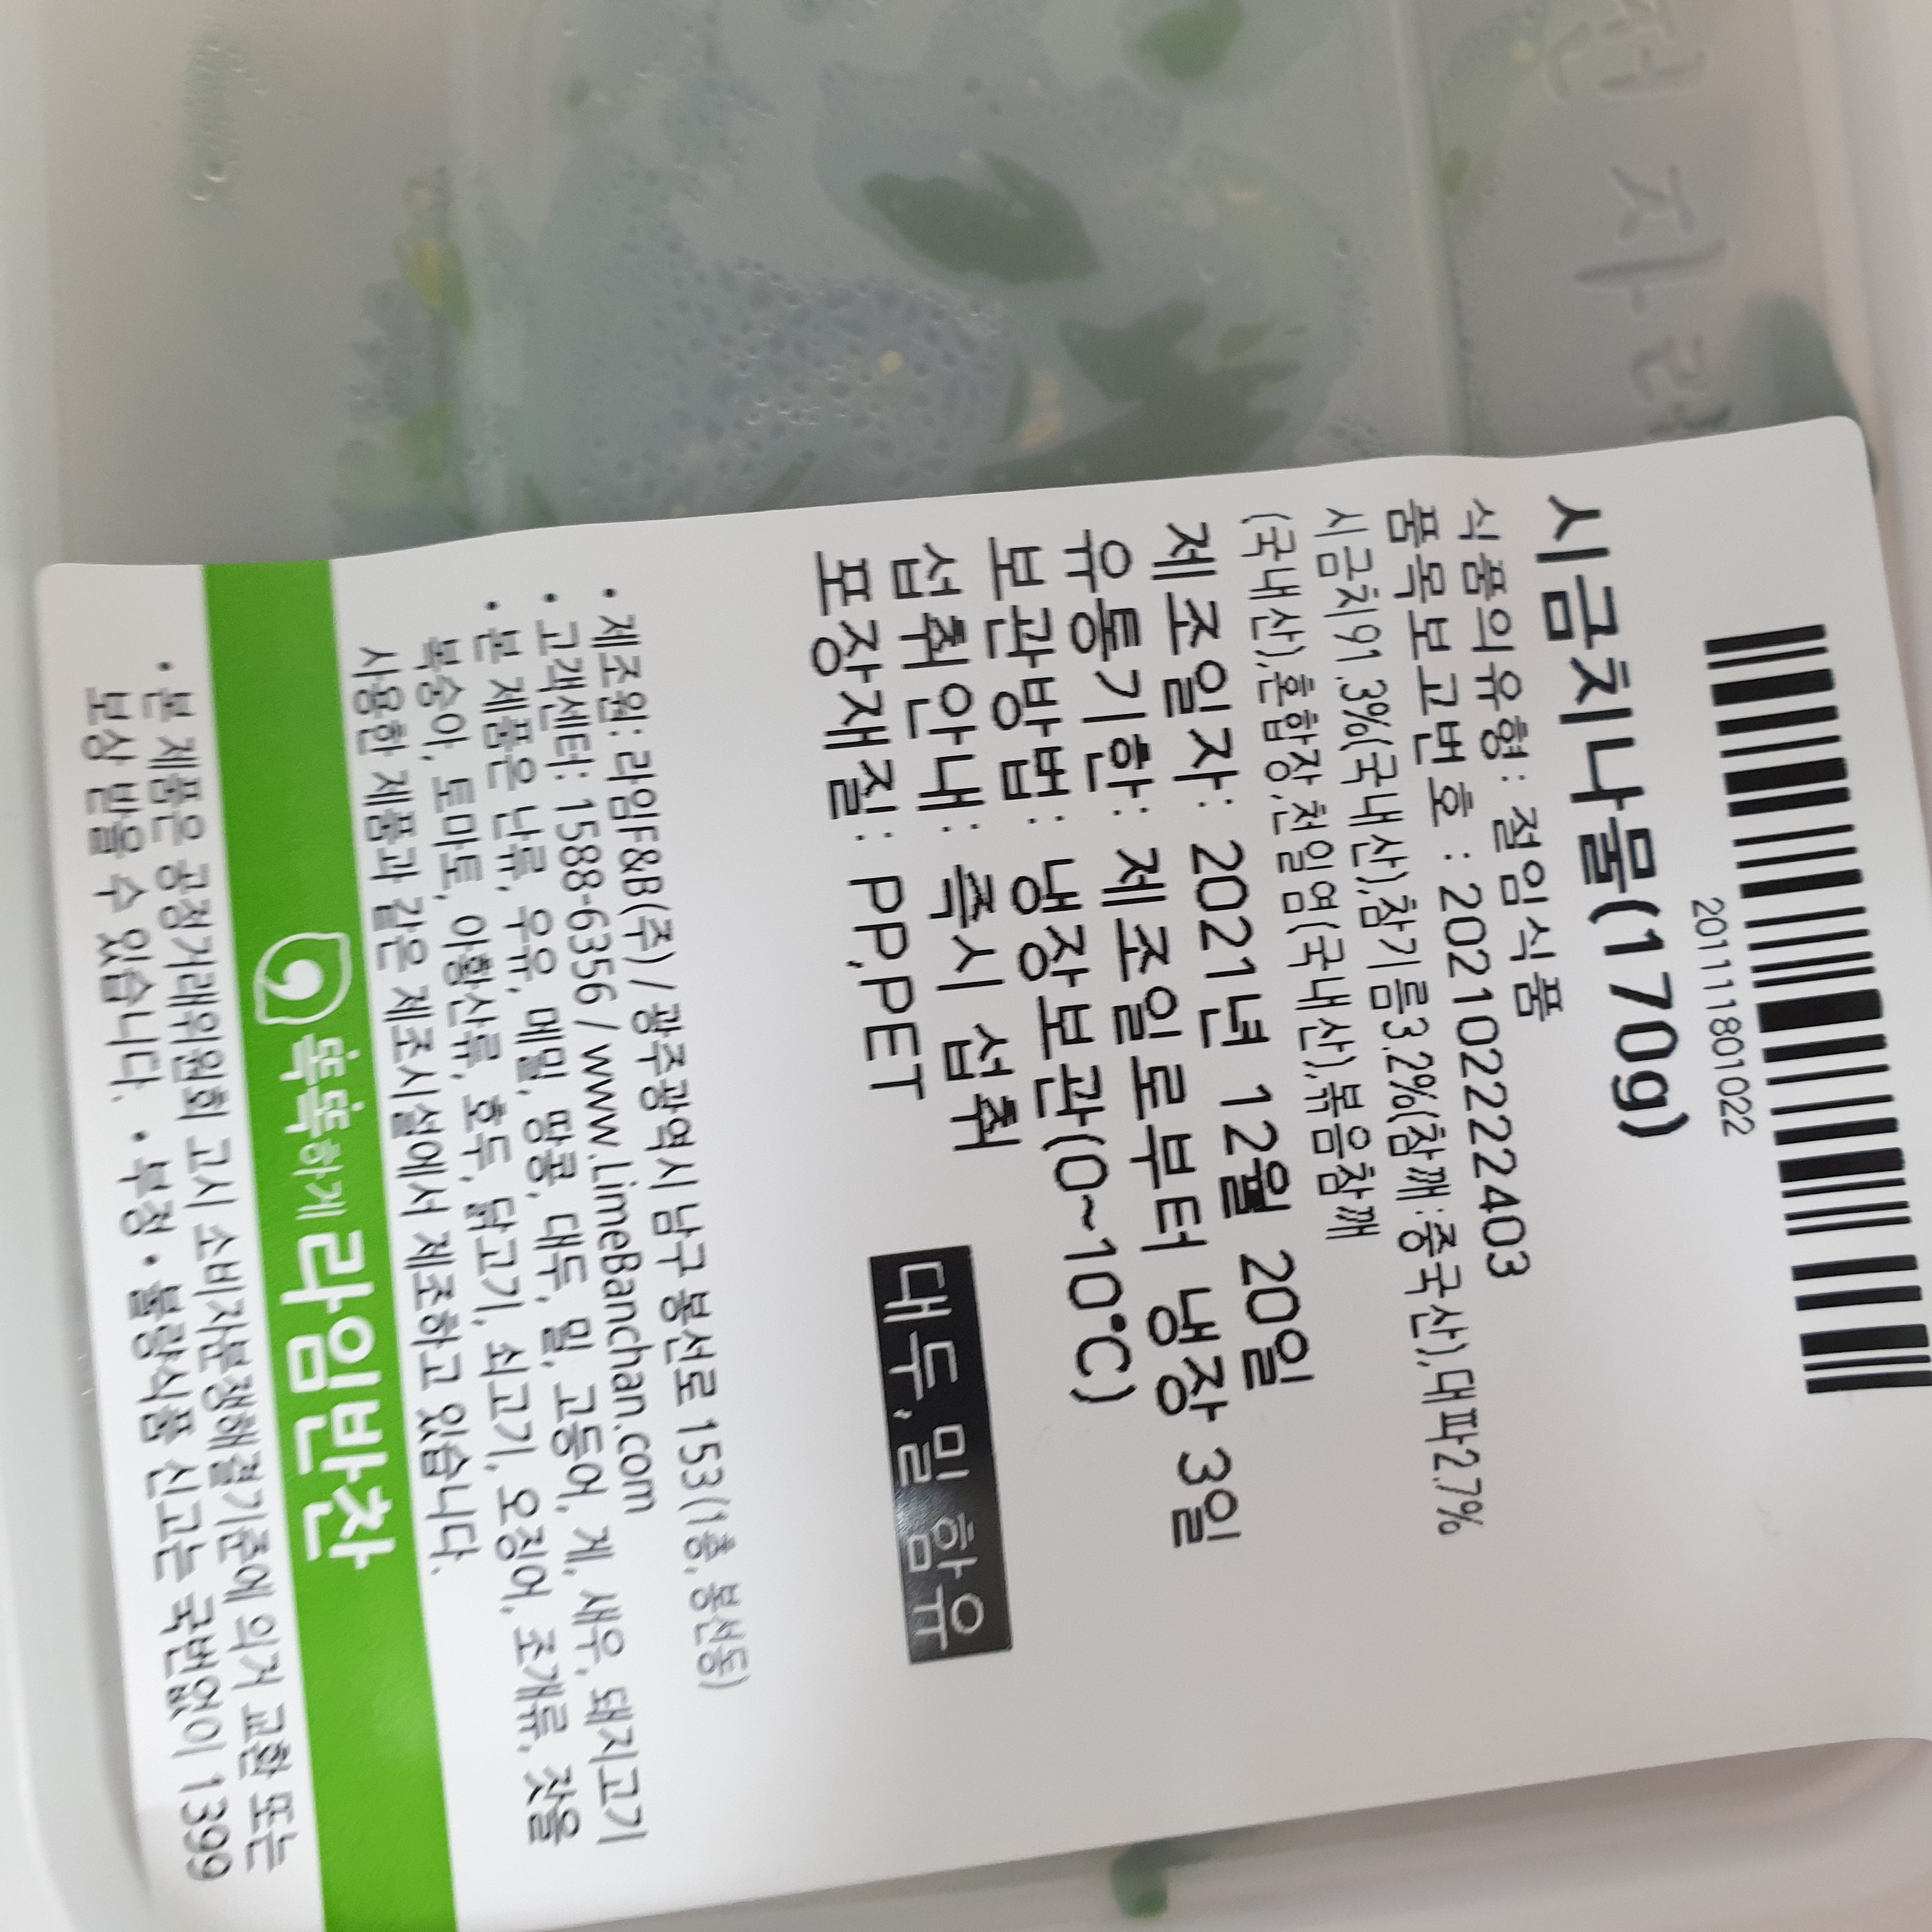 201111801022
시금치나물(170g)
식품의유형: 절임식품
품목보고번호 : 2021022222403
시금치91.3%(국내산),참기름3.2%(참깨:중국산),대파2.7%
(국내산),혼합장,천일염(국내산),볶음참깨
제조일자: 2021년 12월 20일
유통기한: 제조일로부터 냉장 3일
보관방법: 냉장보관(0~10°C)
섭취안내: 즉시 섭취
포장재질: PP,PET
대두,밀 함유
• 제조원: 라임F&B(주) / 광주광역시 남구 봉선로 153(1층, 봉선동)
• 고객센터: 1588-6356 / www.LimeBanchan.com
• 본 제품은 난류, 우유, 메밀, 땅콩, 대두, 밀, 고등어, 게, 새우, 돼지고기
복숭아, 토마토, 아황산류, 호두, 닭고기, 쇠고기, 오징어, 조개류, 잣을
사용한 제품과 같은 제조시설에서 제조하고 있습니다.
똑똑하게 라임반찬
• 본 제품은 공정거래위원회 고시 소비자분쟁해결기준에 의거 교환 또는
보상 받을 수 있습니다. • 부정 • 불량식품 신고는 국번없이 1399